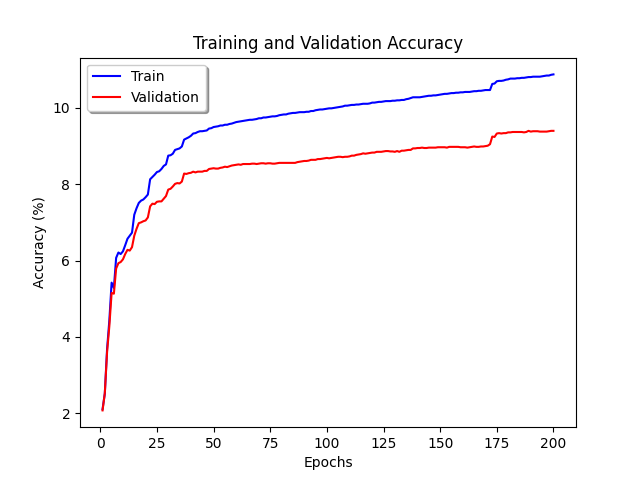 Training and Validation Accuracy
Train
Validation
Accuracy (%)
10
8
6
4
2
0 25 50 75 100 125 150 175 200
Epochs